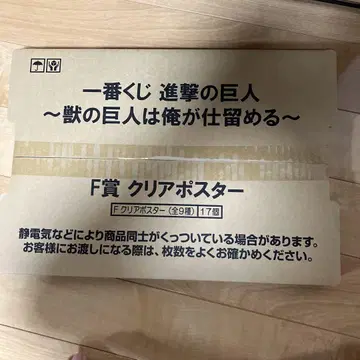 一番くじ 進撃の巨人
～獣の巨人は俺が仕留める～
F賞 クリアポスター
F クリアポスター(全9種) 17個
静電気などにより商品同士がくっついている場合があります。
お客様にお渡しになる際は、枚数をよくお確かめください。